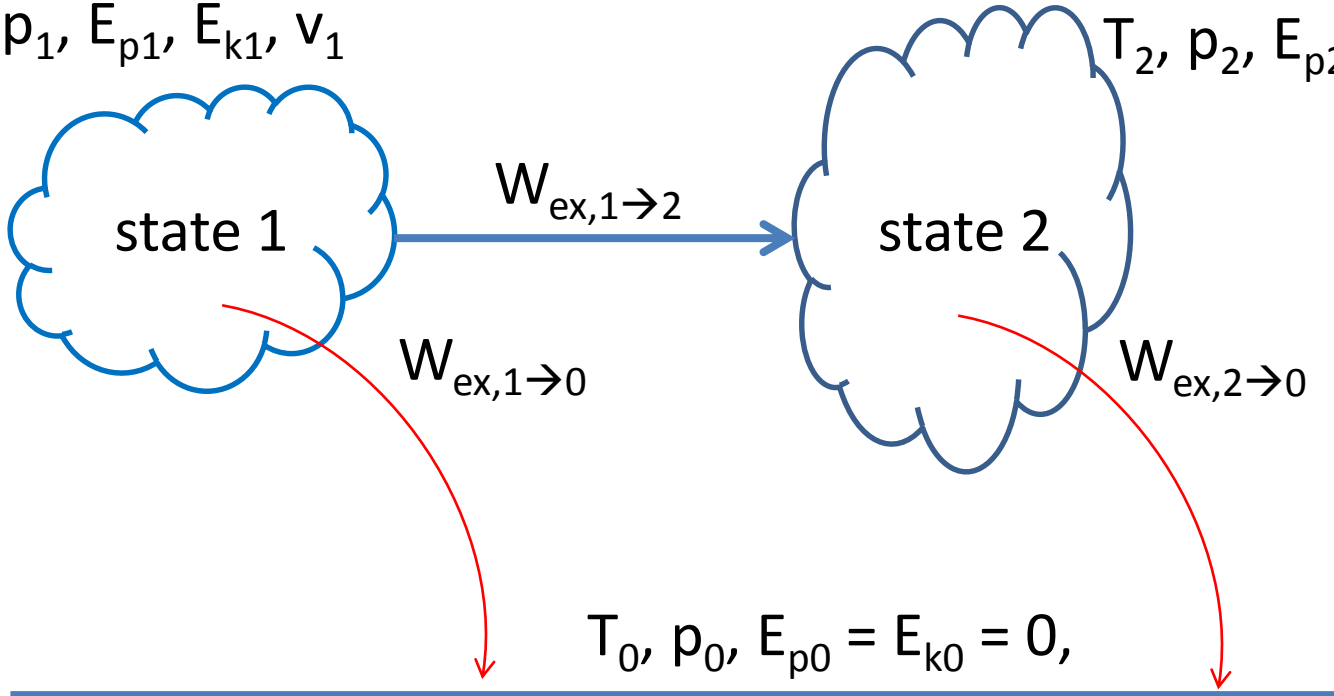 p₁, Eₚ₁, Eₖ₁, v₁
T₂, p₂, Eₚ₂
Wₑₓ,₁→₂
state 1
state 2
Wₑₓ,₁→₀
Wₑₓ,₂→₀
T₀, p₀, Eₚ₀ = Eₖ₀ = 0,